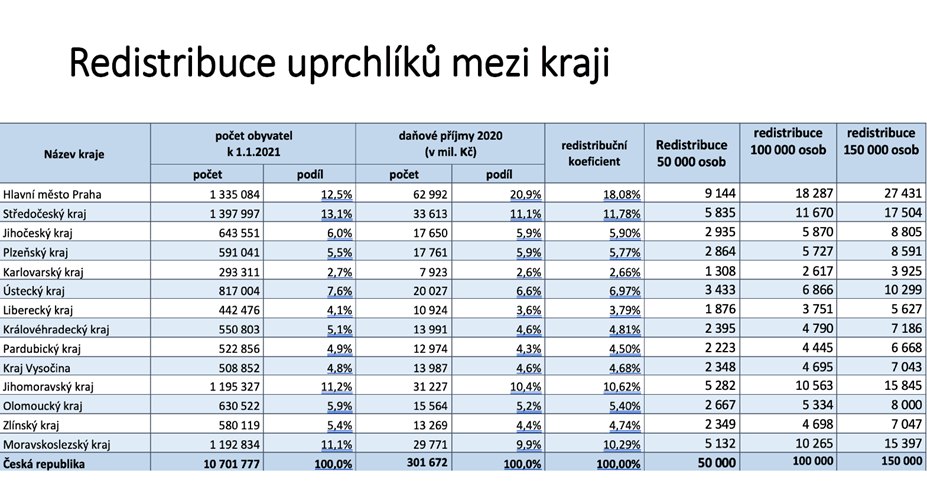 Redistribuce uprchlíků mezi kraji
Název kraje | počet obyvatel k 1.1.2021 | daňové příjmy 2020 (v mil. Kč) | redistribuční koeficient | Redistribuce 50 000 osob | redistribuce 100 000 osob | redistribuce 150 000 osob
počet | podíl | počet | podíl
Hlavní město Praha | 1 335 084 | 12,5% | 62 992 | 20,9% | 18,08% | 9 144 | 18 287 | 27 431
Středočeský kraj | 1 397 997 | 13,1% | 33 613 | 11,1% | 11,78% | 5 835 | 11 670 | 17 504
Jihočeský kraj | 643 551 | 6,0% | 17 650 | 5,9% | 5,90% | 2 935 | 5 870 | 8 805
Plzeňský kraj | 591 041 | 5,5% | 17 761 | 5,9% | 5,77% | 2 864 | 5 727 | 8 591
Karlovarský kraj | 293 311 | 2,7% | 7 923 | 2,6% | 2,66% | 1 308 | 2 617 | 3 925
Ústecký kraj | 817 004 | 7,6% | 20 027 | 6,6% | 6,97% | 3 433 | 6 866 | 10 299
Liberecký kraj | 442 476 | 4,1% | 10 924 | 3,6% | 3,79% | 1 876 | 3 751 | 5 627
Královéhradecký kraj | 550 803 | 5,1% | 13 991 | 4,6% | 4,81% | 2 395 | 4 790 | 7 186
Pardubický kraj | 522 856 | 4,9% | 12 974 | 4,3% | 4,50% | 2 223 | 4 445 | 6 668
Kraj Vysočina | 508 852 | 4,8% | 13 987 | 4,6% | 4,68% | 2 348 | 4 695 | 7 043
Jihomoravský kraj | 1 195 327 | 11,2% | 31 227 | 10,4% | 10,62% | 5 282 | 10 563 | 15 845
Olomoucký kraj | 630 522 | 5,9% | 15 564 | 5,2% | 5,40% | 2 667 | 5 334 | 8 000
Zlínský kraj | 580 119 | 5,4% | 13 269 | 4,4% | 4,74% | 2 349 | 4 698 | 7 047
Moravskoslezský kraj | 1 192 834 | 11,1% | 29 771 | 9,9% | 10,29% | 5 132 | 10 265 | 15 397
Česká republika | 10 701 777 | 100,0% | 301 672 | 100,0% | 100,00% | 50 000 | 100 000 | 150 000